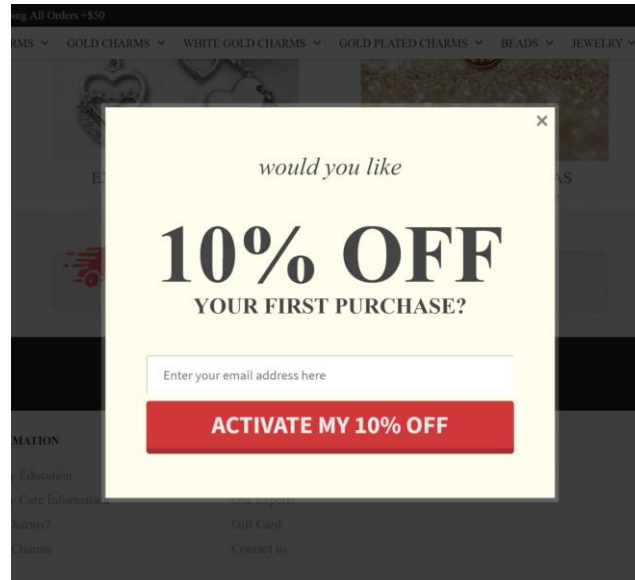 ing All Orders +$50
RMS GOLD CHARMS WHITE GOLD CHARMS GOLD PLATED CHARMS BEADS JEWELRY
×
would you like
10% OFF
YOUR FIRST PURCHASE?
Enter your email address here
ACTIVATE MY 10% OFF
MATION
Education
Care Information
Our Experts
harms?
Gift Card
Charms
Contact us